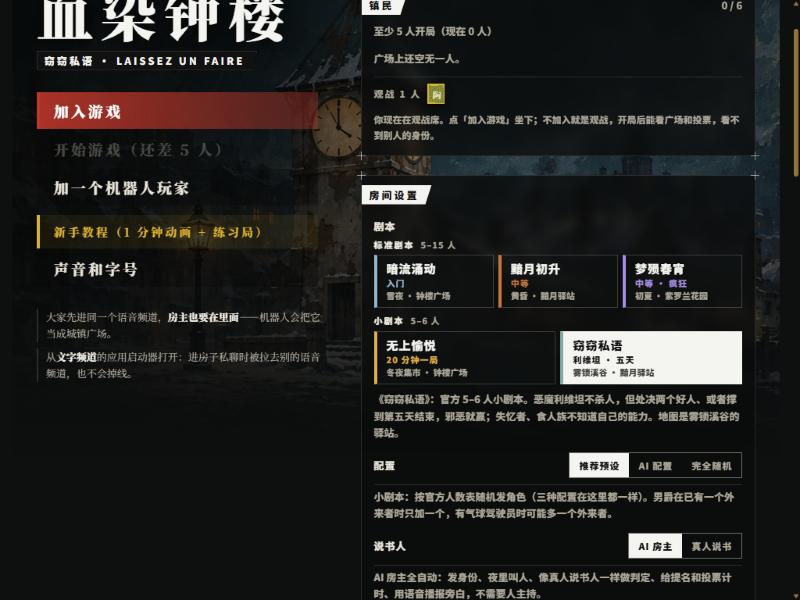 血染钟楼
窃窃私语 • LAISSEZ UN FAIRE
加入游戏
开始游戏（还差 5 人）
加一个机器人玩家
新手教程（1 分钟动画 + 练习局）
声音和字号
大家先进同一个语音频道，房主也要在里面——机器人会把它
当成城镇广场。
从文字频道的应用启动器打开：进房子私聊时被拉去别的语音
频道，也不会掉线。
镇民 0 / 6
至少 5 人开局（现在 0 人）
广场上还空无一人。
观战 1 人
你现在在观战席。点「加入游戏」坐下；不加入就是观战，开局后能看广场和投票，看不
到别人的身份。
房间设置
剧本
标准剧本 5–15 人
暗流涌动
入门
雪夜 · 钟楼广场
黯月初升
中等
黄昏 · 黯月驿站
梦殒春宵
中等 · 疯狂
初夏 · 紫罗兰花园
小剧本 5–6 人
无上愉悦
20 分钟一局
冬夜集市 · 钟楼广场
窃窃私语
利维坦 · 五天
雾锁溪谷 · 黯月驿站
《窃窃私语》：官方 5–6 人小剧本。恶魔利维坦不杀人，但处决两个好人、或者撑
到第五天结束，邪恶就赢；失忆者、食人族不知道自己的能力。地图是雾锁溪谷的
驿站。
配置
推荐预设 AI 配置 完全随机
小剧本：按官方人数表随机发角色（三种配置在这里都一样）。男爵在已有一个外
来者时只加一个，有气球驾驶员时可能多一个外来者。
说书人
AI 房主 真人说书
AI 房主全自动：发身份、夜里叫人、像真人说书人一样做判定、给提名和投票计
时、用语音播报旁白，不需要人主持。